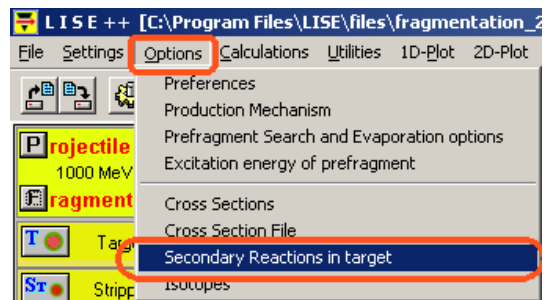 L I S E ++ [C:\Program Files\LISE\files\fragmentation_2
File Settings Options Calculations Utilities 1D-Plot 2D-Plot
Preferences
Production Mechanism
Prefragment Search and Evaporation options
Excitation energy of prefragment
Cross Sections
Cross Section File
Secondary Reactions in target
Isotopes
P rojectile
1000 MeV
F ragment
T
St
Stripp